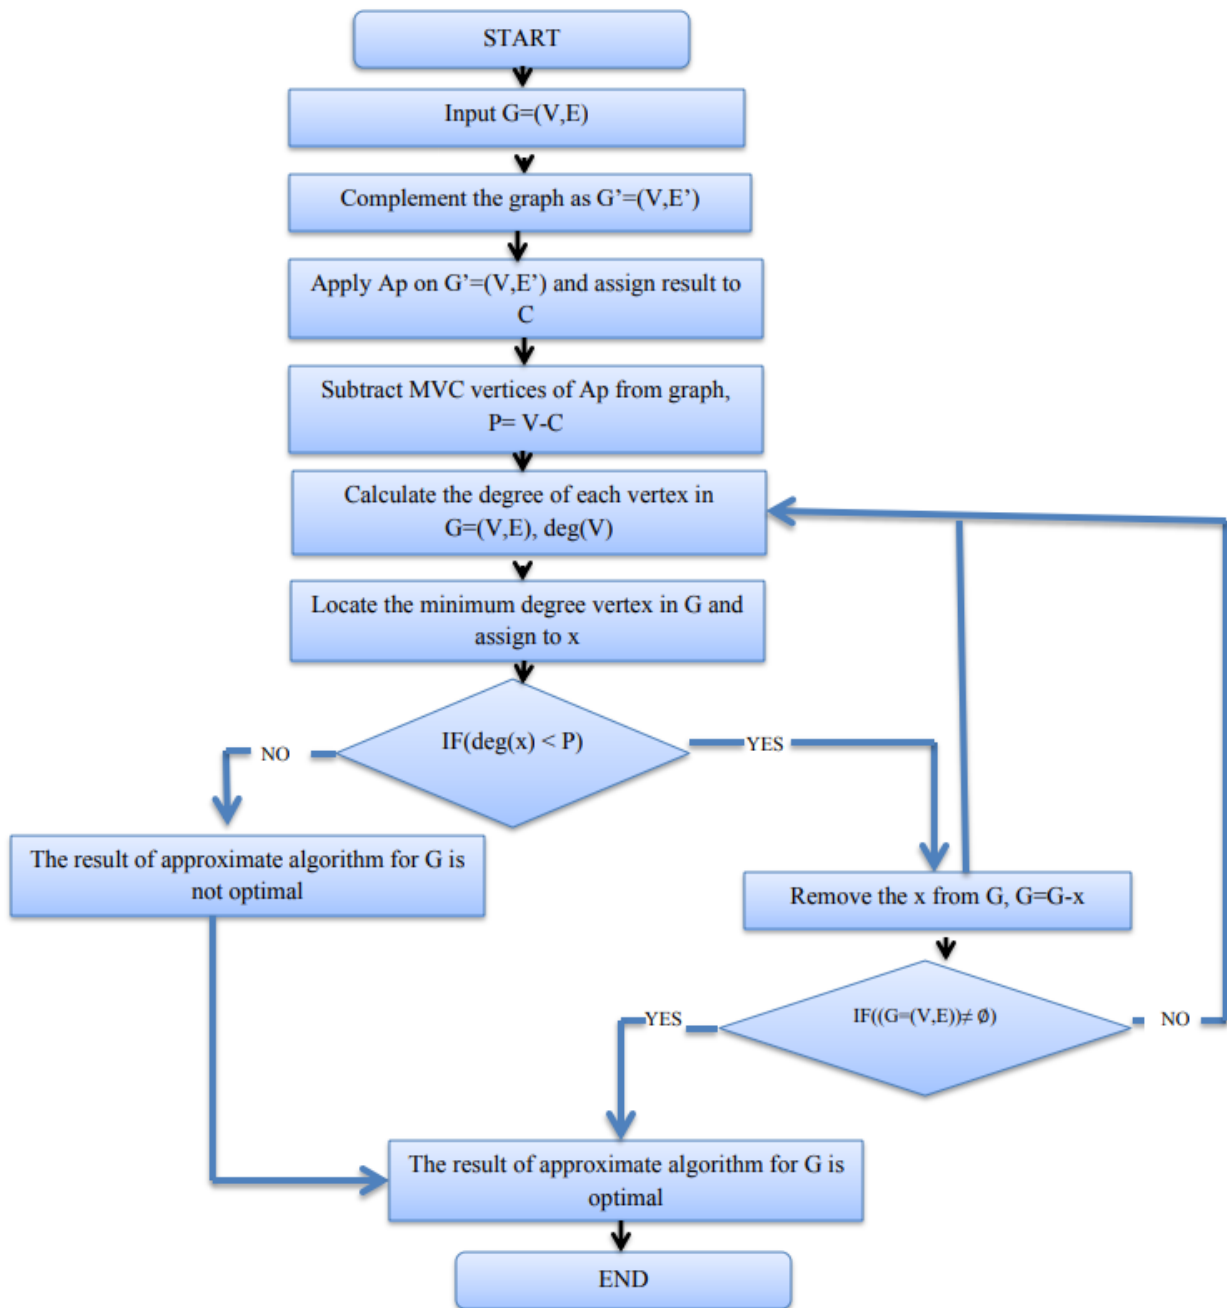 START
Input G=(V,E)
Complement the graph as G’=(V,E’)
Apply Ap on G’=(V,E’) and assign result to
C
Subtract MVC vertices of Ap from graph,
P= V-C
Calculate the degree of each vertex in
G=(V,E), deg(V)
Locate the minimum degree vertex in G and
assign to x
IF(deg(x) < P)
NO
YES
The result of approximate algorithm for G is
not optimal
Remove the x from G, G=G-x
IF((G=(V,E))≠ ∅)
YES
NO
The result of approximate algorithm for G is
optimal
END